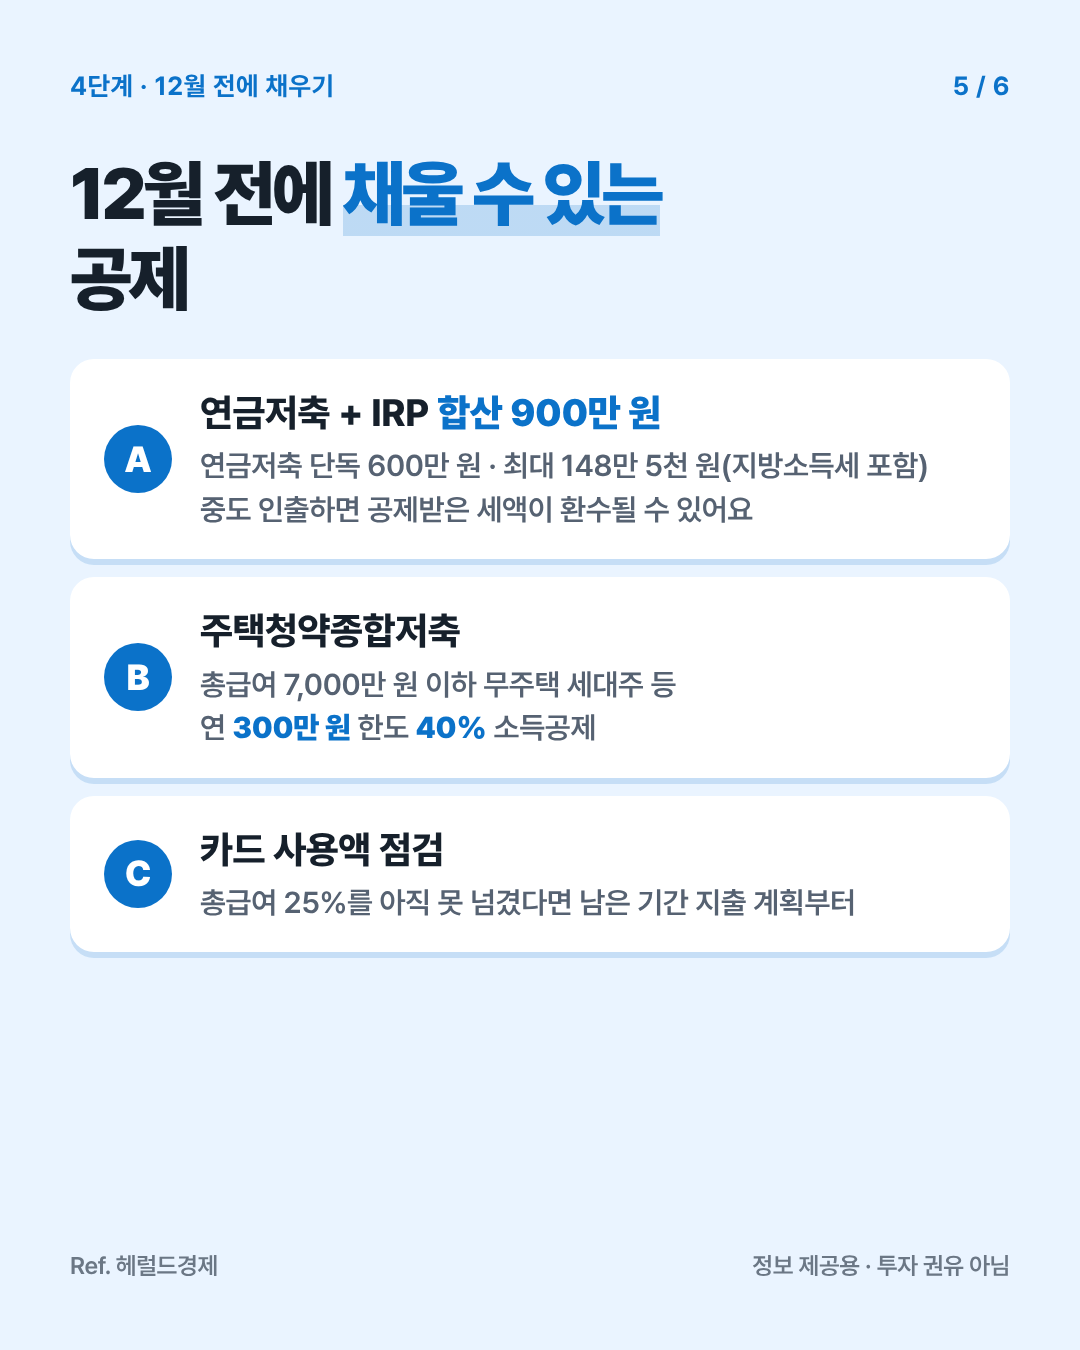 4단계 · 12월 전에 채우기
5 / 6
12월 전에 채울 수 있는
공제
A
연금저축 + IRP 합산 900만 원
연금저축 단독 600만 원 · 최대 148만 5천 원(지방소득세 포함)
중도 인출하면 공제받은 세액이 환수될 수 있어요
B
주택청약종합저축
총급여 7,000만 원 이하 무주택 세대주 등
연 300만 원 한도 40% 소득공제
C
카드 사용액 점검
총급여 25%를 아직 못 넘겼다면 남은 기간 지출 계획부터
Ref. 헤럴드경제
정보 제공용 · 투자 권유 아님